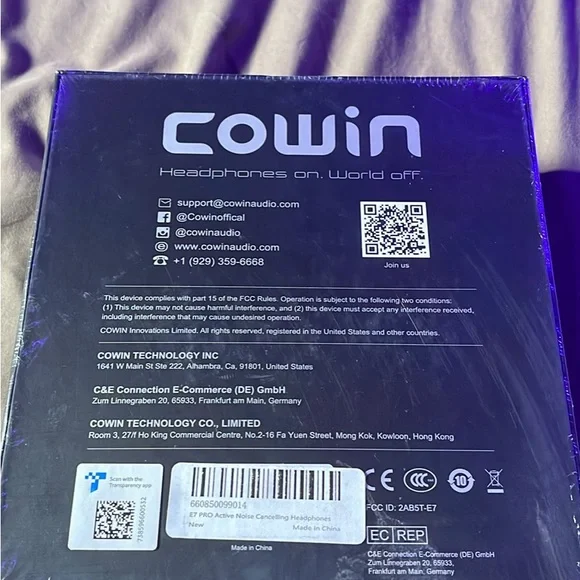 COWIN
Headphones on. World off.
support@cowinaudio.com
@Cowinoffical
@cowinaudio
www.cowinaudio.com
+1 (929) 359-6668
Join us
This device complies with part 15 of the FCC Rules. Operation is subject to the following two conditions:
(1) This device may not cause harmful interference, and (2) this device must accept any interference received,
including interference that may cause undesired operation.
COWIN Innovations Limited. All rights reserved, registered in the United States and other countries.
COWIN TECHNOLOGY INC
1641 W Main St Ste 222, Alhambra, Ca, 91801, United States
C&E Connection E-Commerce (DE) GmbH
Zum Linnegraben 20, 65933, Frankfurt am Main, Germany
COWIN TECHNOLOGY CO., LIMITED
Room 3, 27/f Ho King Commercial Centre, No.2-16 Fa Yuen Street, Mong Kok, Kowloon, Hong Kong
Scan with the
Transparency app
660850099014
E7 PRO Active Noise Cancelling Headphones
New Made in China
Made in China
CE CCC 10
FCC ID: 2AB5T-E7
EC REP
C&E Connection E-Commerce (DE) GmbH
Zum Linnegraben 20, 65933,
Frankfurt am Main, Germany